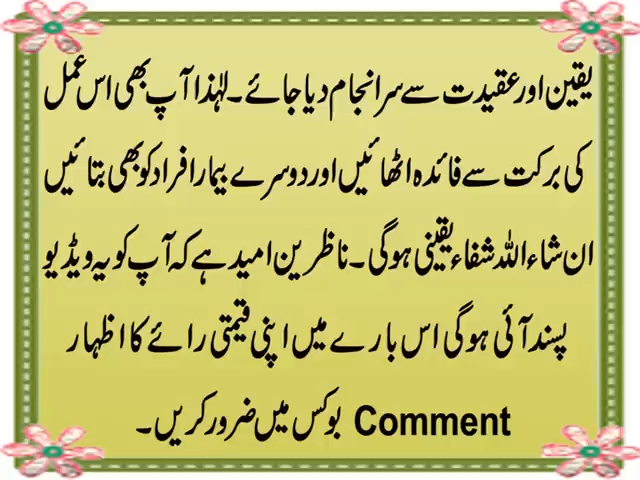 یقین اور عقیدت سے سرانجام دیا جائے۔ لہٰذا آپ بھی اس عمل
کی برکت سے فائدہ اٹھائیں اور دوسرے بیمار افراد کو بھی بتائیں
ان شاء اللہ شفاء یقینی ہوگی۔ ناظرین امید ہے کہ آپ کو یہ ویڈیو
پسند آئی ہوگی اس بارے میں اپنی قیمتی رائے کا اظہار
Comment بوکس میں ضرور کریں۔